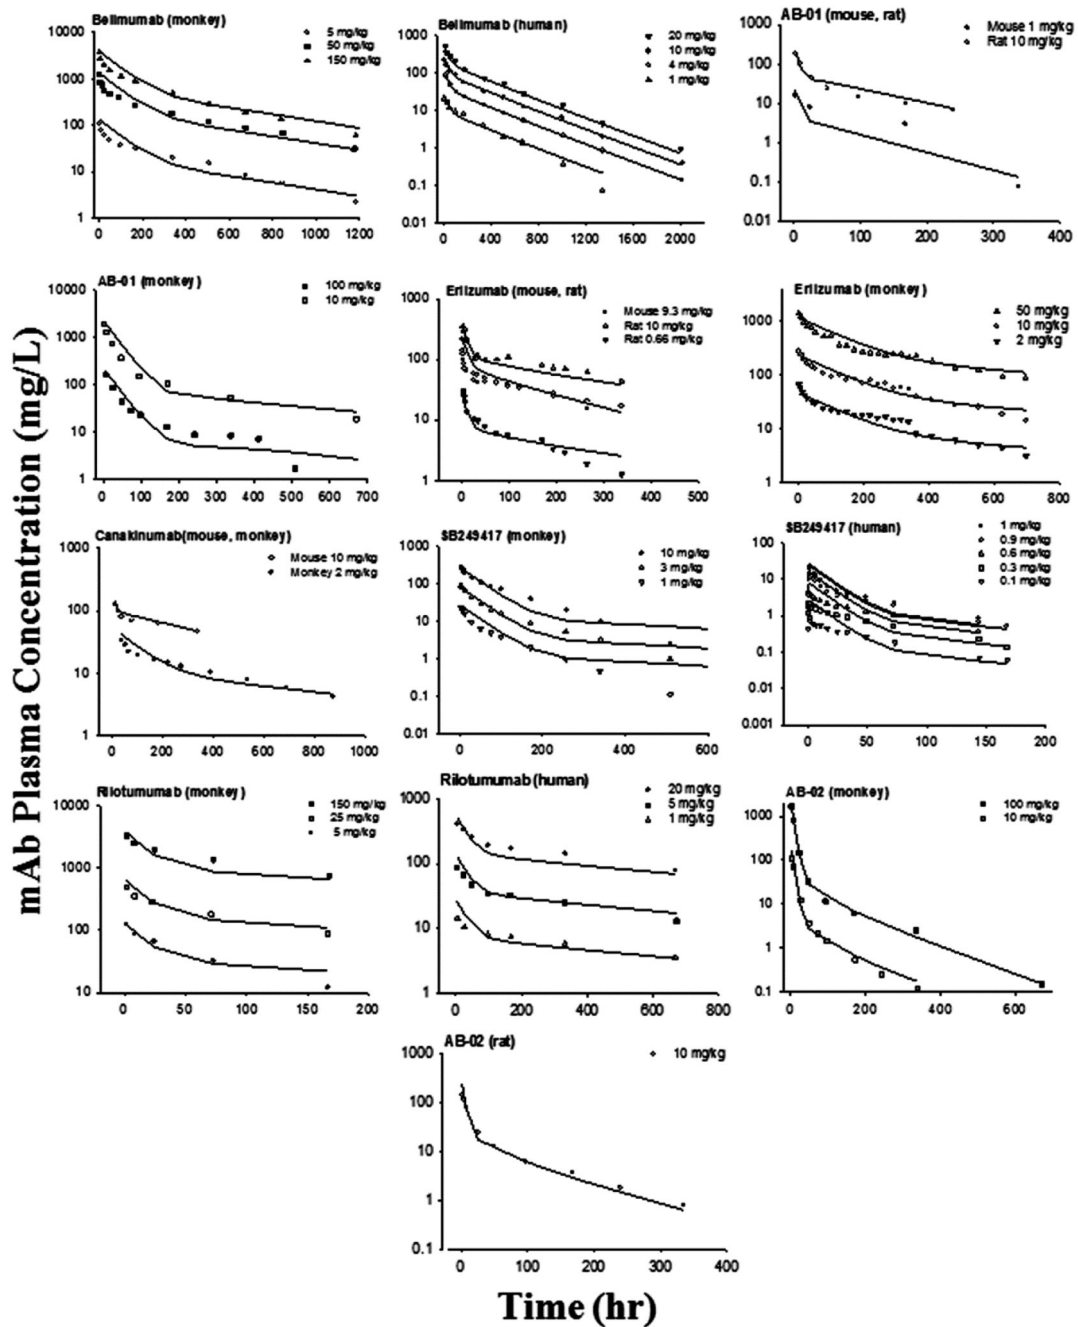 mAb Plasma Concentration (mg/L)
Belimumab (monkey)
5 mg/kg
50 mg/kg
150 mg/kg
10000
1000
100
10
1
0 200 400 600 800 1000 1200
Belimumab (human)
20 mg/kg
10 mg/kg
4 mg/kg
1 mg/kg
1000
100
10
1
0.1
0.01
0 400 800 1200 1600 2000
AB-01 (mouse, rat)
Mouse 1 mg/kg
Rat 10 mg/kg
1000
100
10
1
0.1
0.01
0 100 200 300 400
AB-01 (monkey)
100 mg/kg
10 mg/kg
10000
1000
100
10
1
0 100 200 300 400 500 600 700
Erlizumab (mouse, rat)
Mouse 9.3 mg/kg
Rat 10 mg/kg
Rat 0.66 mg/kg
1000
100
10
1
0 100 200 300 400 500
Erlizumab (monkey)
50 mg/kg
10 mg/kg
2 mg/kg
1000
100
10
1
0 200 400 600 800
Canakinumab(mouse, monkey)
Mouse 10 mg/kg
Monkey 2 mg/kg
1000
100
10
1
0 200 400 600 800 1000
SB249417 (monkey)
10 mg/kg
3 mg/kg
1 mg/kg
1000
100
10
1
0.1
0.01
0 200 400 600
SB249417 (human)
1 mg/kg
0.9 mg/kg
0.6 mg/kg
0.3 mg/kg
0.1 mg/kg
100
10
1
0.1
0.01
0.001
0 50 100 150 200
Rilotumumab (monkey)
150 mg/kg
25 mg/kg
5 mg/kg
10000
1000
100
10
0 50 100 150 200
Rilotumumab (human)
20 mg/kg
5 mg/kg
1 mg/kg
1000
100
10
1
0 200 400 600 800
AB-02 (monkey)
100 mg/kg
10 mg/kg
1000
100
10
1
0.1
0 200 400 600
AB-02 (rat)
10 mg/kg
1000
100
10
1
0.1
0 100 200 300 400
Time (hr)